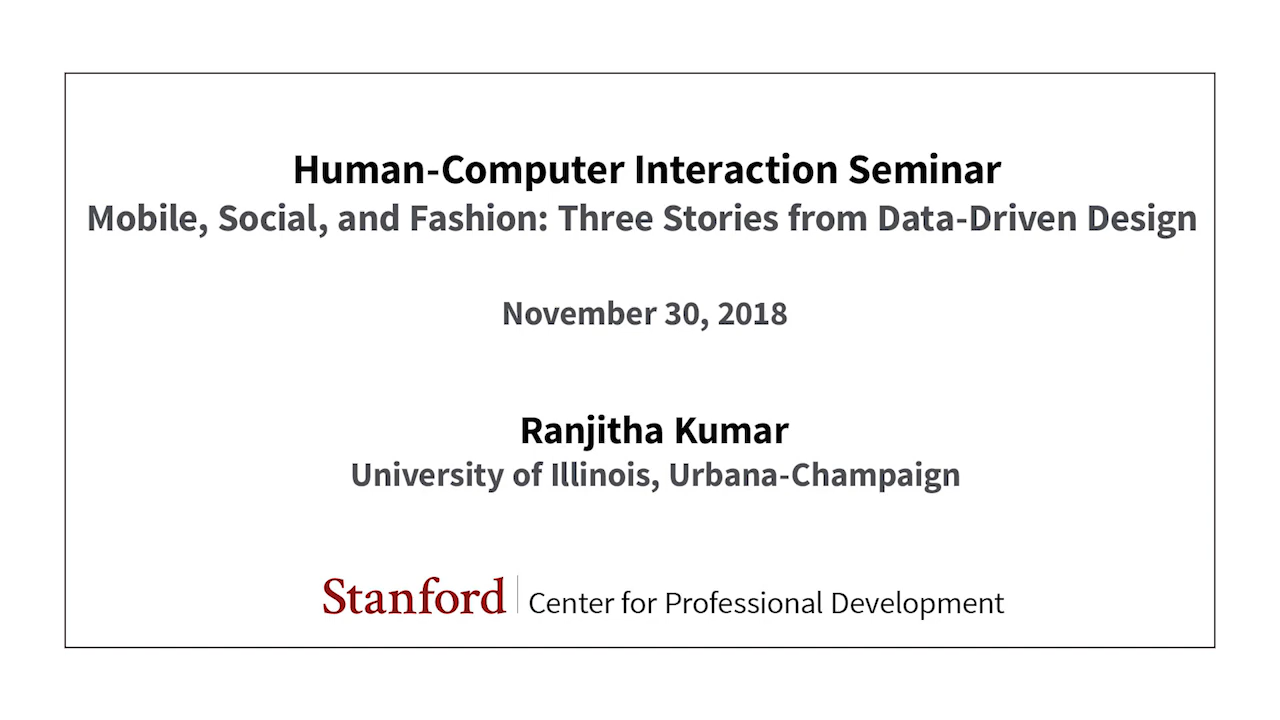 Human-Computer Interaction Seminar
Mobile, Social, and Fashion: Three Stories from Data-Driven Design
November 30, 2018
Ranjitha Kumar
University of Illinois, Urbana-Champaign
Stanford Center for Professional Development